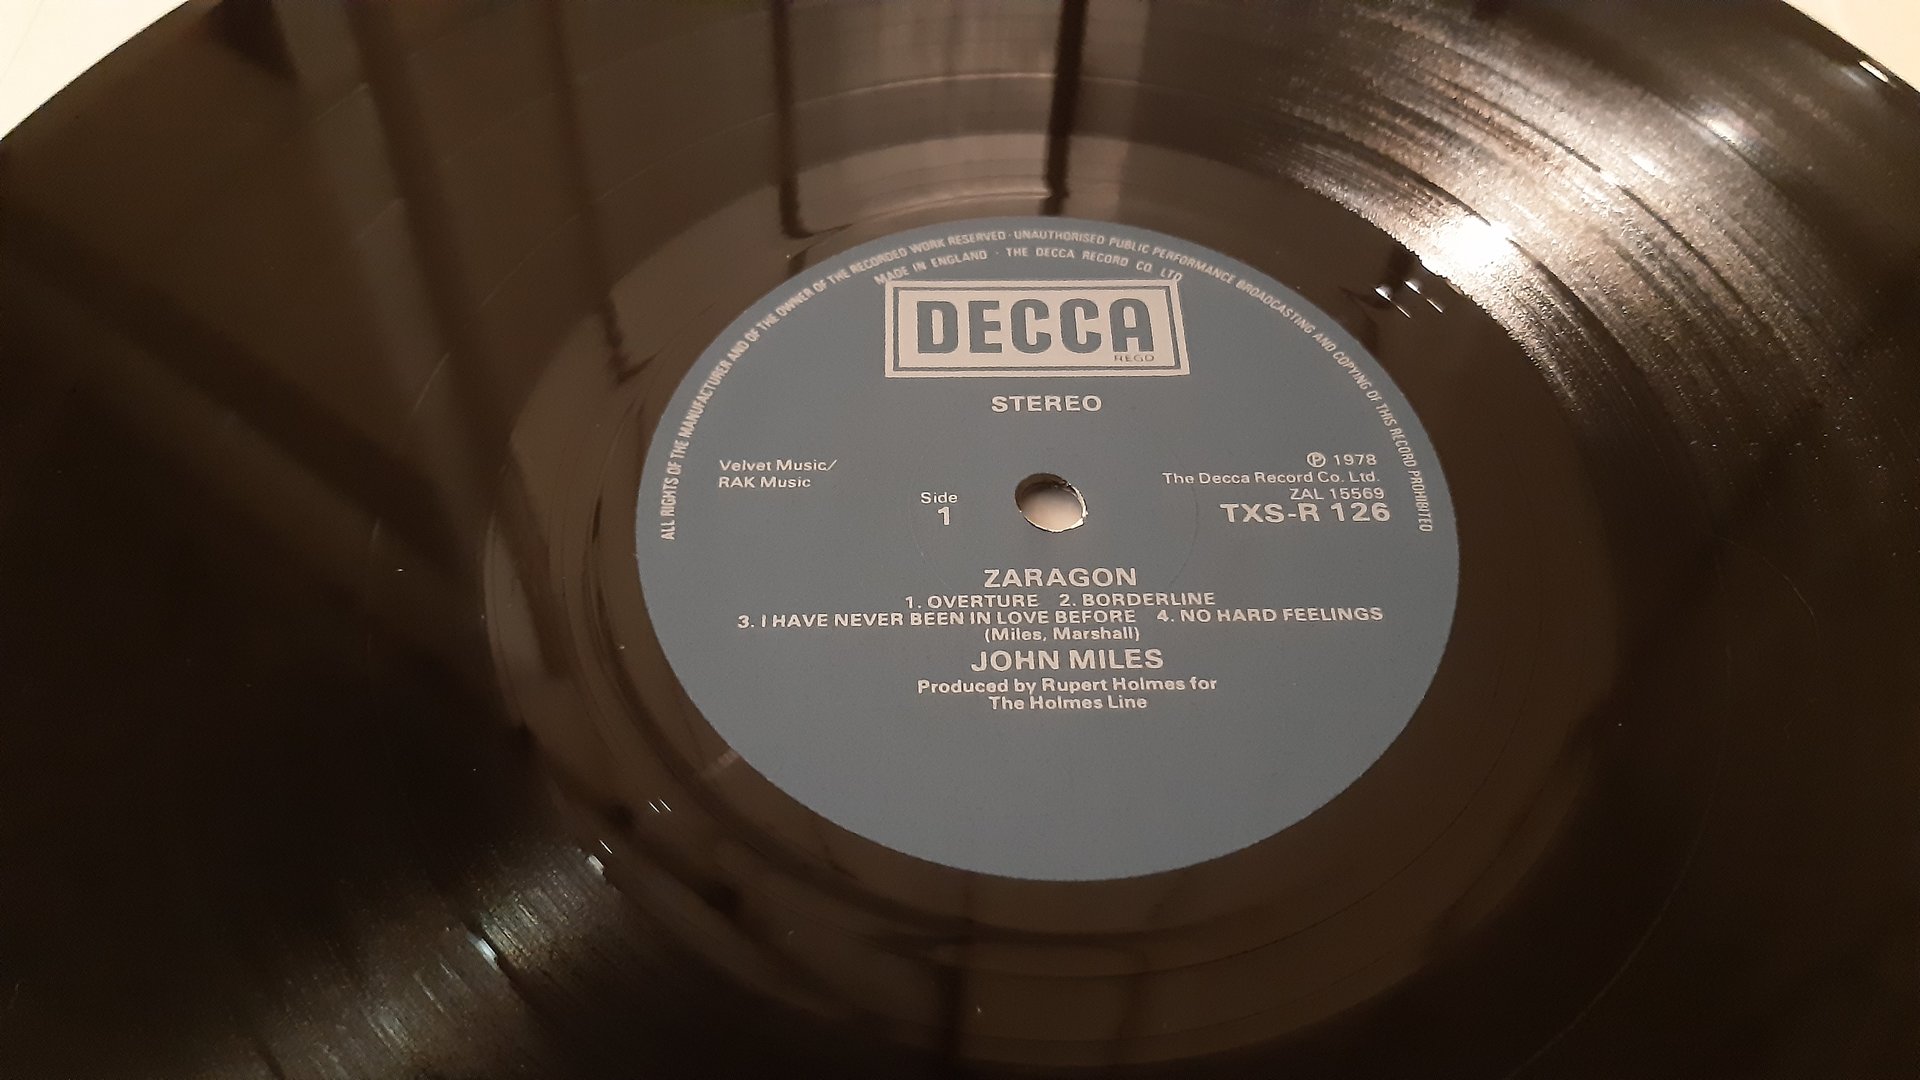 ALL RIGHTS OF THE MANUFACTURER AND OF THE OWNER OF THE RECORDED WORK RESERVED · UNAUTHORISED PUBLIC PERFORMANCE BROADCASTING AND COPYING OF THIS RECORD PROHIBITED
MADE IN ENGLAND · THE DECCA RECORD CO. LTD
DECCA
REGD
STEREO
Velvet Music/
RAK Music
Side
1
℗ 1978
The Decca Record Co. Ltd.
ZAL 15569
TXS-R 126
ZARAGON
1. OVERTURE 2. BORDERLINE
3. I HAVE NEVER BEEN IN LOVE BEFORE 4. NO HARD FEELINGS
(Miles, Marshall)
JOHN MILES
Produced by Rupert Holmes for
The Holmes Line